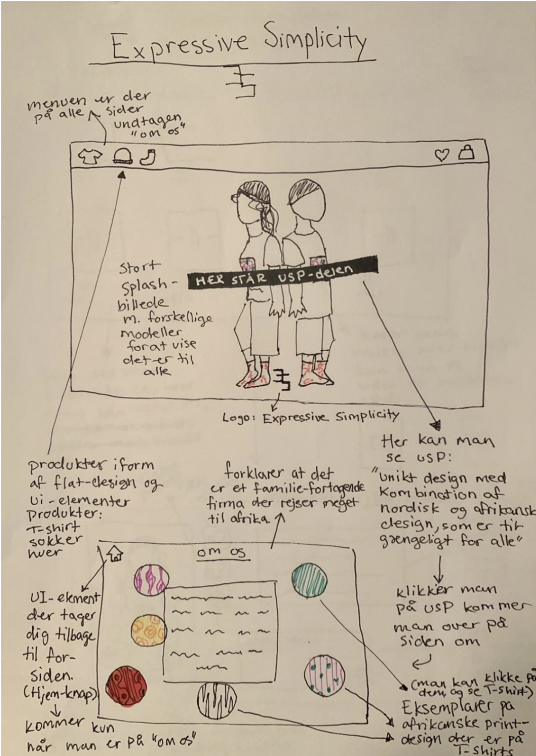 Expressive Simplicity
menuen er der
på alle sider
undtagen
"om os"
HER STÅR USP-delen
Stort
splash-
billede
m. forskellige
modeller
for at vise
det er til
alle
Logo: Expressive Simplicity
Her kan man
se USP:
"unikt design med
kombination af
nordisk og afrikansk
design, som er til
gængeligt for alle"
produkter i form
af flat-design og
Ui-elementer
produkter:
T-shirt
sokker
huer
forklarer at det
er et familie-fortagende
firma der rejser meget
til afrika.
om os
UI-element
der tager
dig tilbage
til for-
siden.
(Hjem-knap)
kommer kun
når man er på "om os"
klikker man
på USP kommer
man over på
siden om
(man kan klikke på
dem, og se T-shirt)
Eksemplarer på
afrikanske print-
design der er på
T-shirts